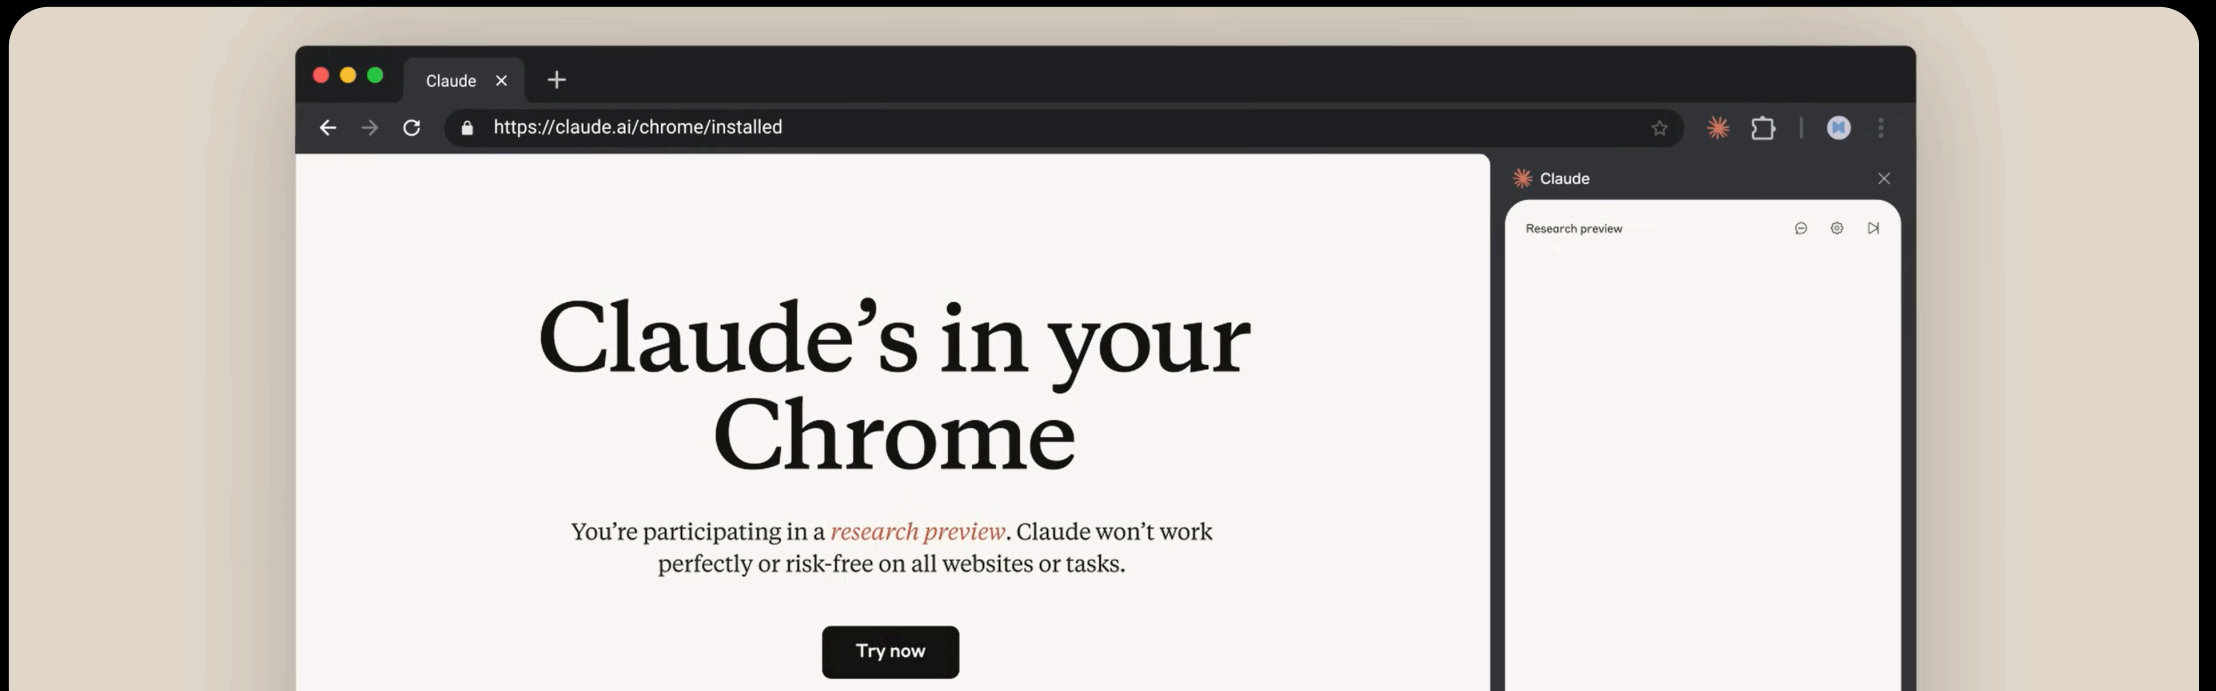 Claude
https://claude.ai/chrome/installed
Claude
Research preview
Claude’s in your
Chrome
You’re participating in a research preview. Claude won’t work
perfectly or risk-free on all websites or tasks.
Try now